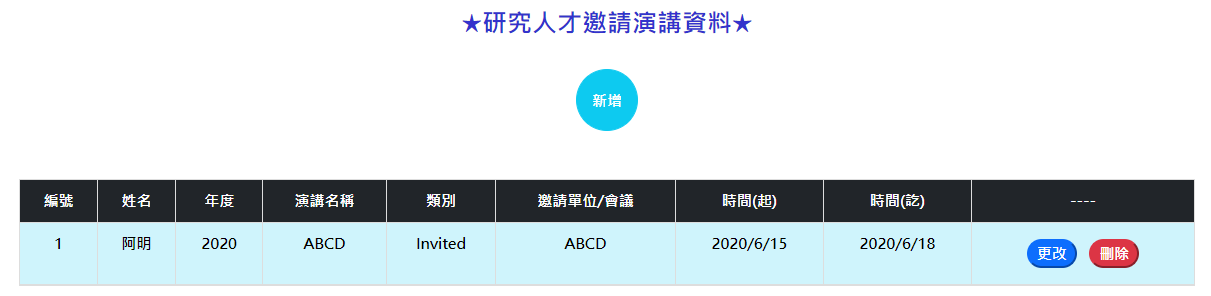 ★研究人才邀請演講資料★
新增
編號 姓名 年度 演講名稱 類別 邀請單位/會議 時間(起) 時間(訖) ----
1 阿明 2020 ABCD Invited ABCD 2020/6/15 2020/6/18 更改 刪除